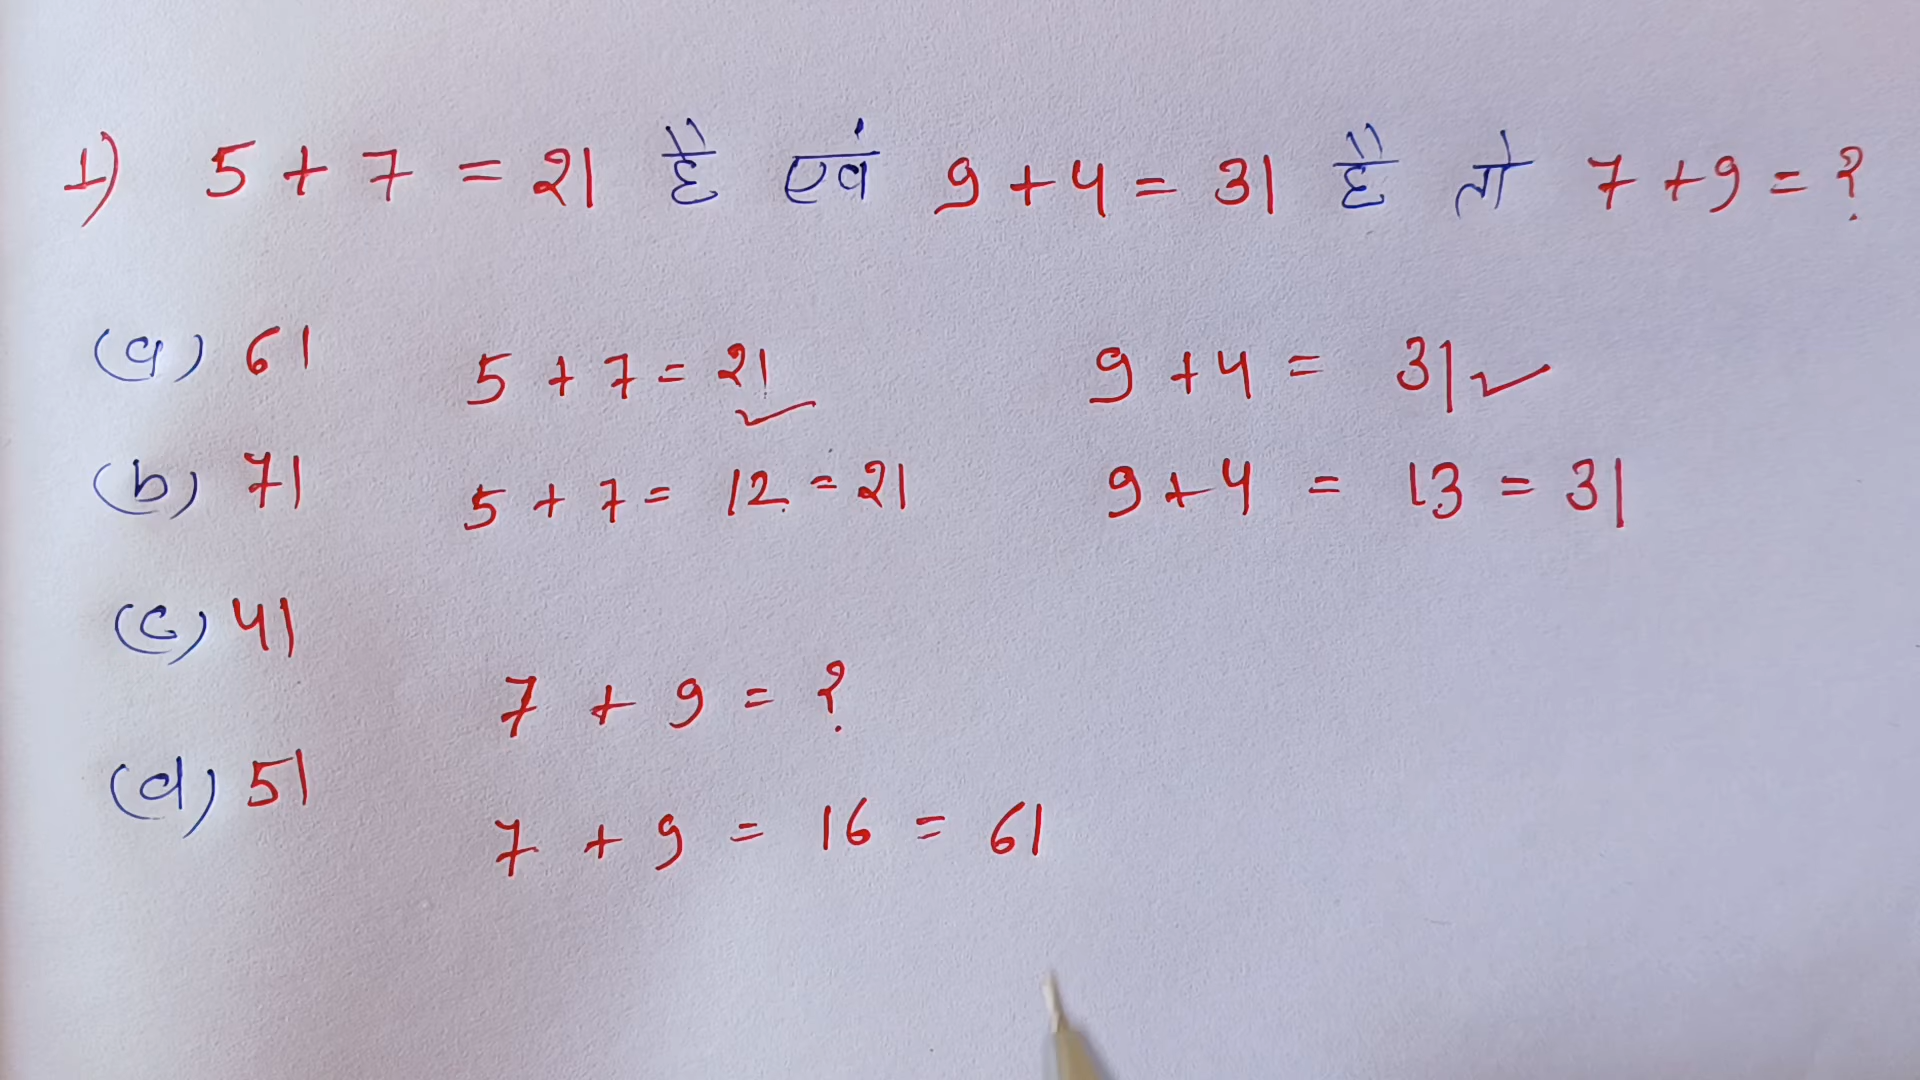 1) 5 + 7 = 21 है एवं 9 + 4 = 31 है तो 7 + 9 = ?
(a) 61
5 + 7 = 21 ✓
9 + 4 = 31 ✓
(b) 71
5 + 7 = 12 = 21
9 + 4 = 13 = 31
(c) 41
7 + 9 = ?
(d) 51
7 + 9 = 16 = 61